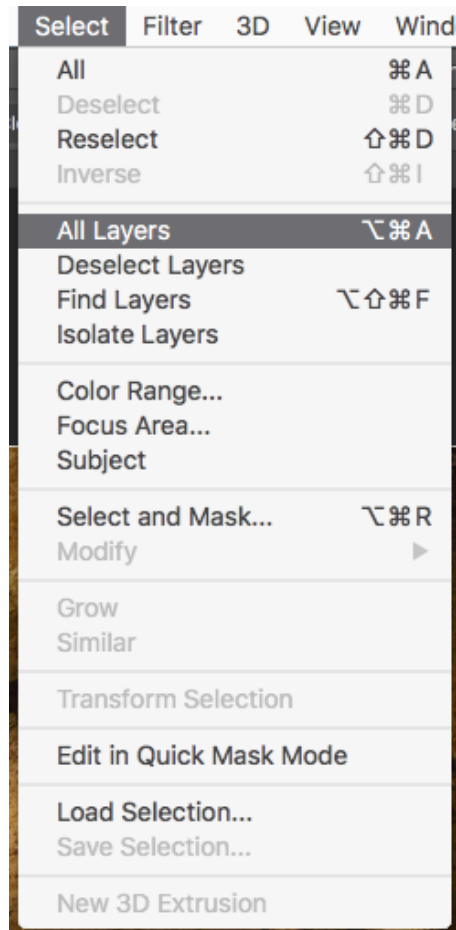 Select Filter 3D View Wind
All ⌘A
Deselect ⌘D
Reselect ⇧⌘D
Inverse ⇧⌘I
All Layers ⌥⌘A
Deselect Layers
Find Layers ⌥⇧⌘F
Isolate Layers
Color Range...
Focus Area...
Subject
Select and Mask... ⌥⌘R
Modify ▶
Grow
Similar
Transform Selection
Edit in Quick Mask Mode
Load Selection...
Save Selection...
New 3D Extrusion